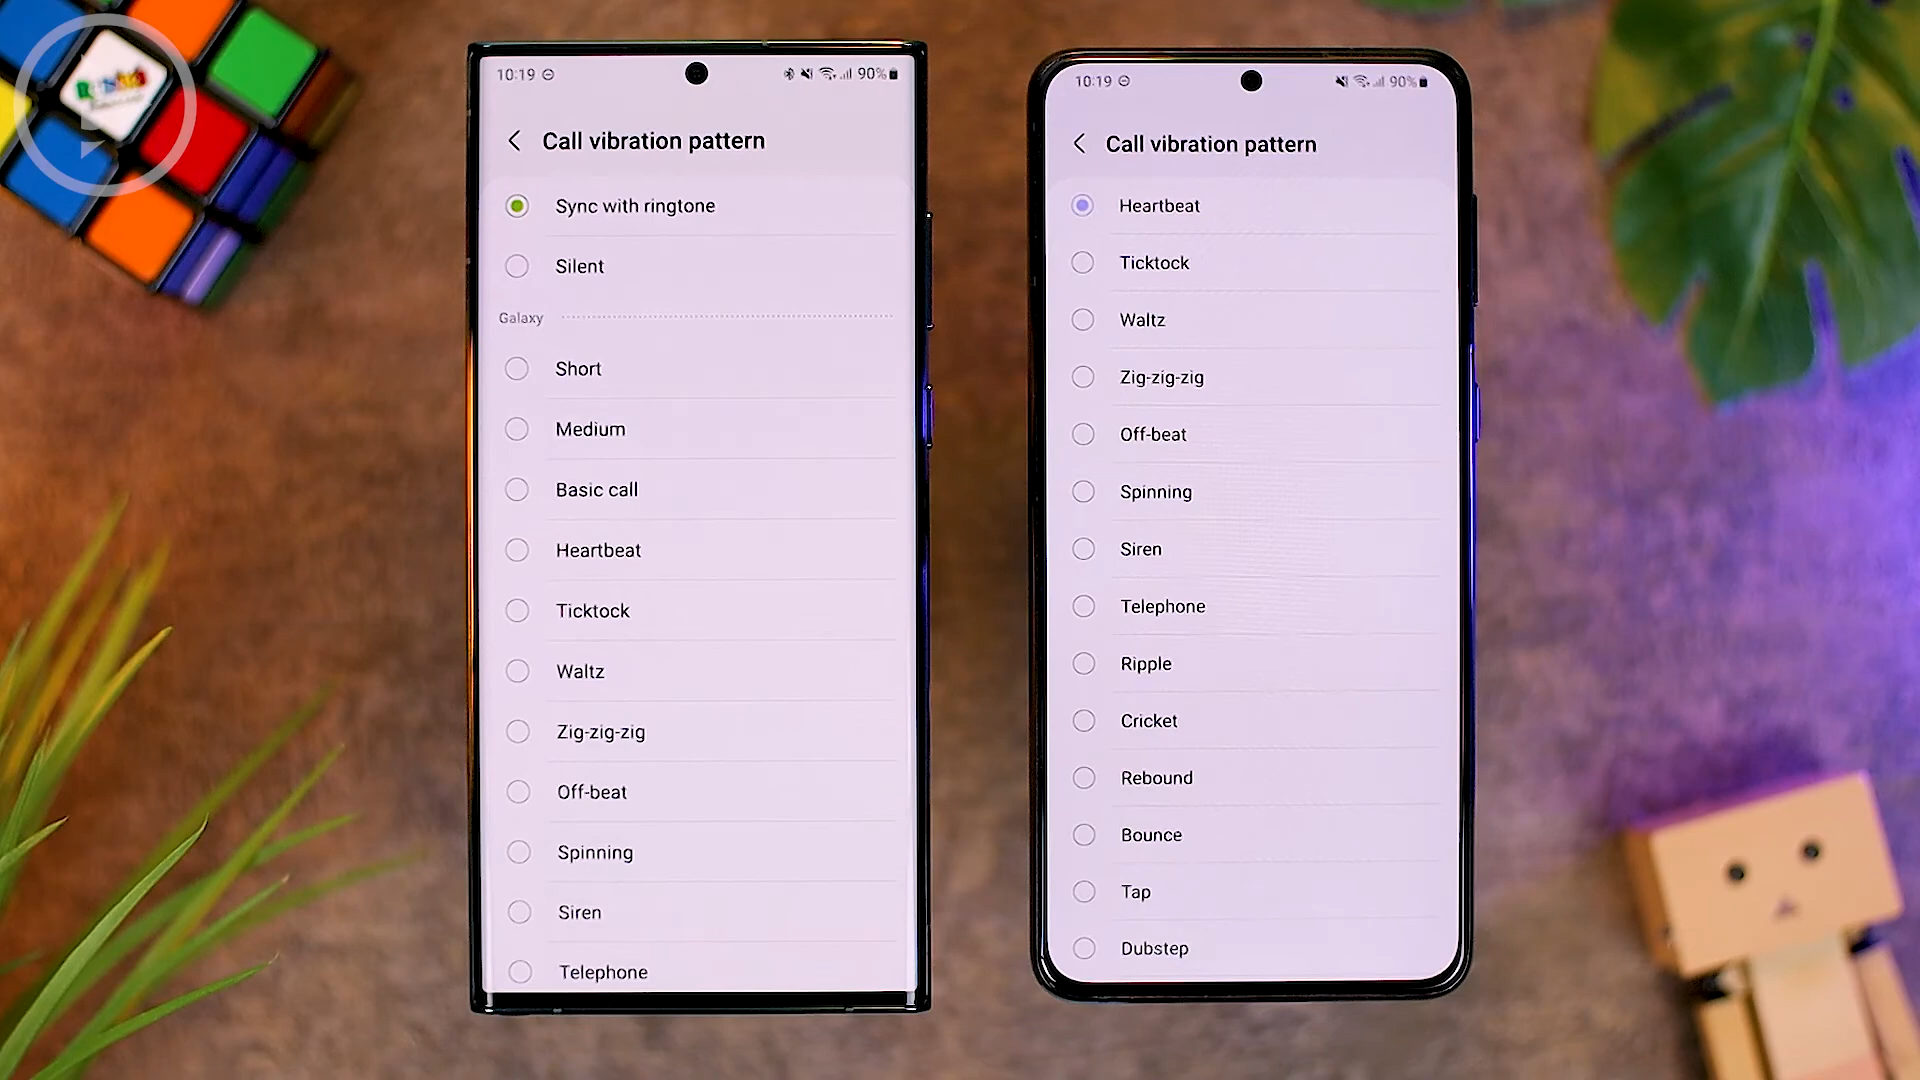 10:19
90%
Call vibration pattern
Sync with ringtone
Silent
Galaxy
Short
Medium
Basic call
Heartbeat
Ticktock
Waltz
Zig-zig-zig
Off-beat
Spinning
Siren
Telephone
10:19
90%
Call vibration pattern
Heartbeat
Ticktock
Waltz
Zig-zig-zig
Off-beat
Spinning
Siren
Telephone
Ripple
Cricket
Rebound
Bounce
Tap
Dubstep